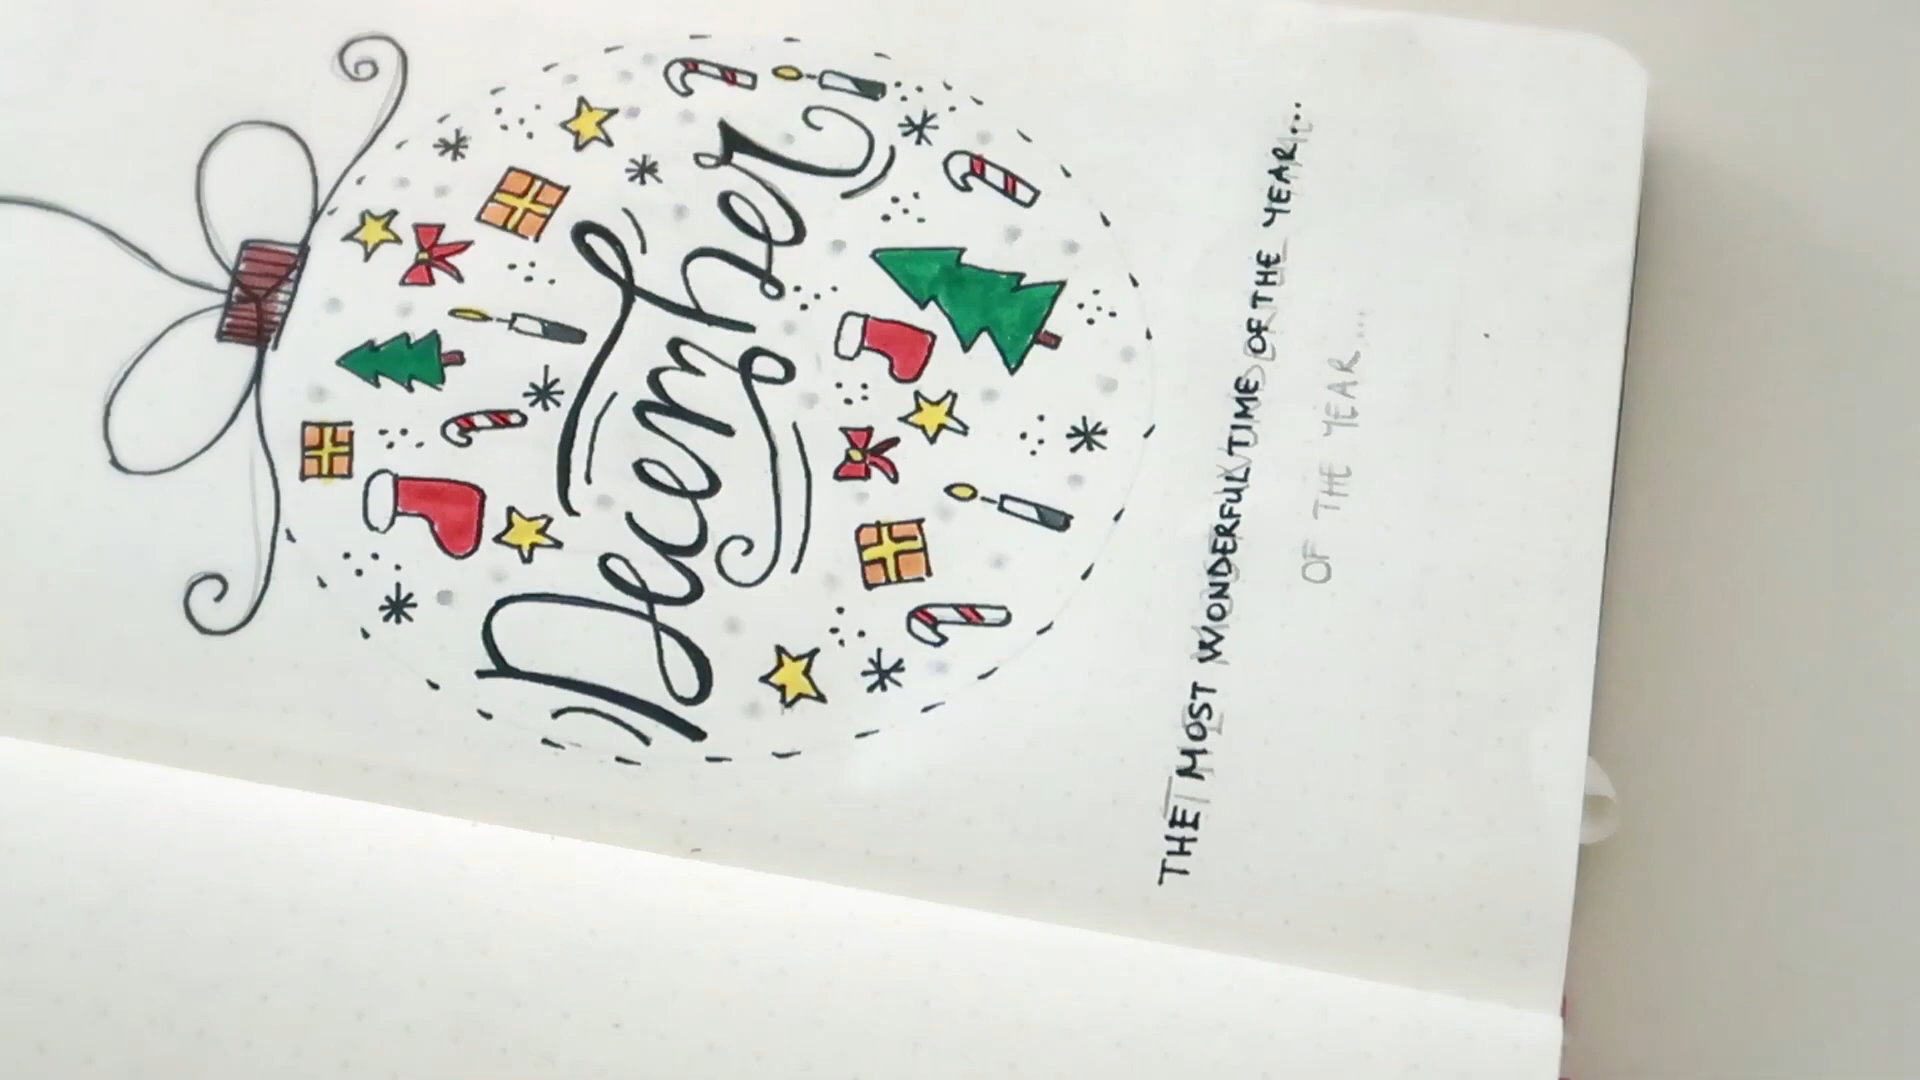 December
THE MOST WONDERFUL TIME OF THE YEAR...
OF THE YEAR...